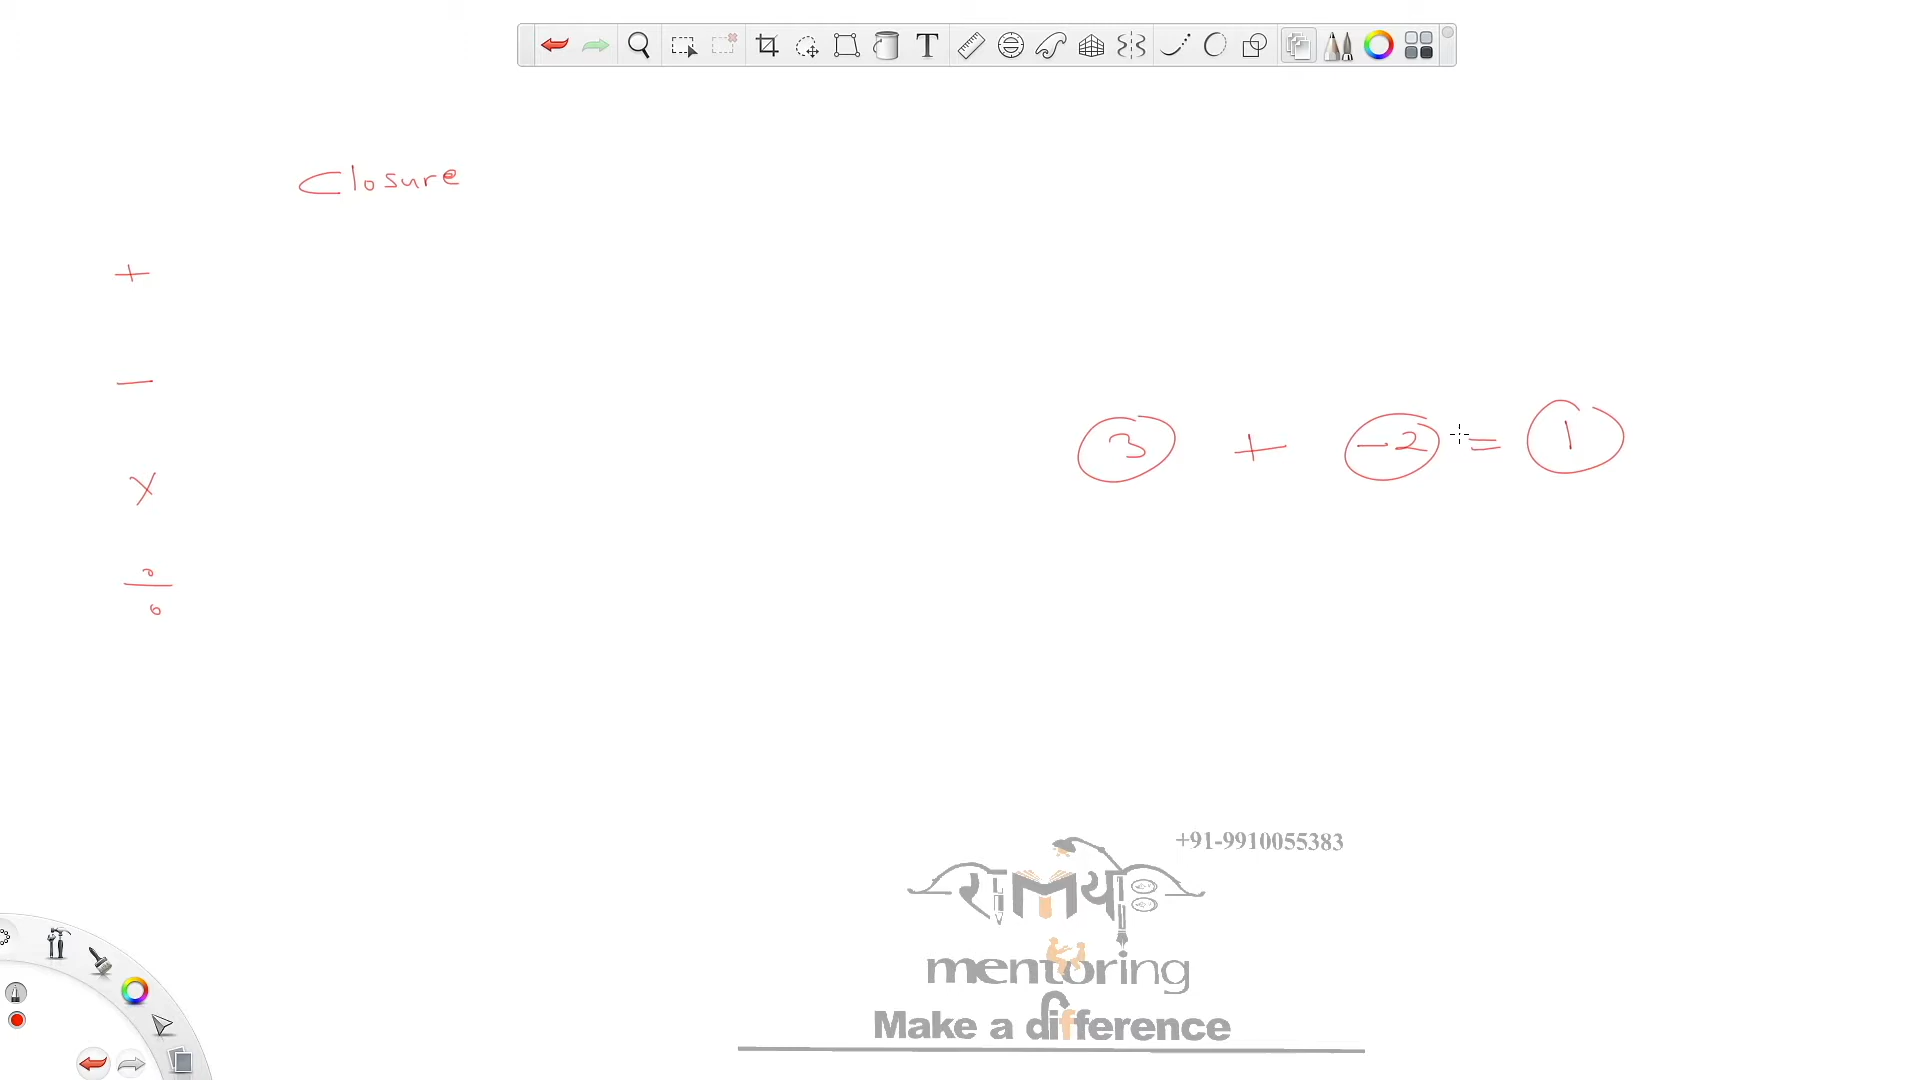 Closure
+
−
3 + -2 = 1
x
÷
+91-9910055383
रामया:
mentoring
Make a difference